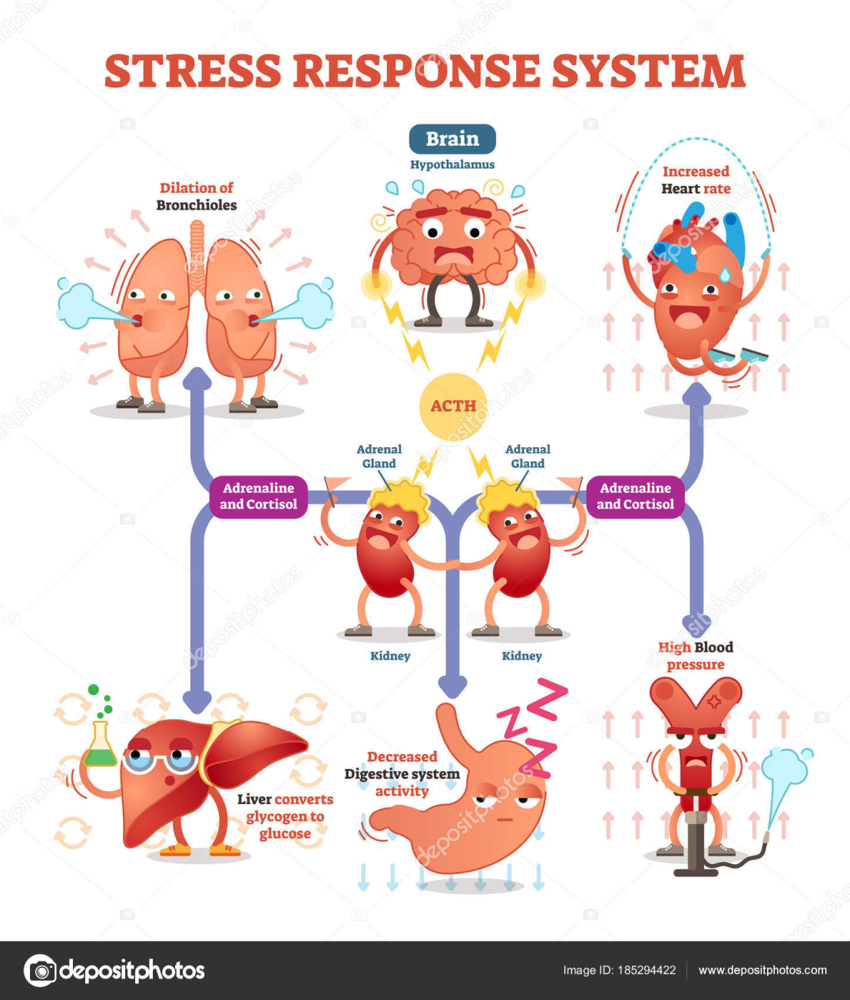 STRESS RESPONSE SYSTEM
Brain
Hypothalamus
Dilation of
Bronchioles
Increased
Heart rate
ACTH
Adrenal
Gland
Adrenal
Gland
Adrenaline
and Cortisol
Adrenaline
and Cortisol
Kidney
Kidney
High Blood
pressure
Liver converts
glycogen to
glucose
Decreased
Digestive system
activity
Z
Z
Z
depositphotos
Image ID: 185294422
www.depositphotos.com